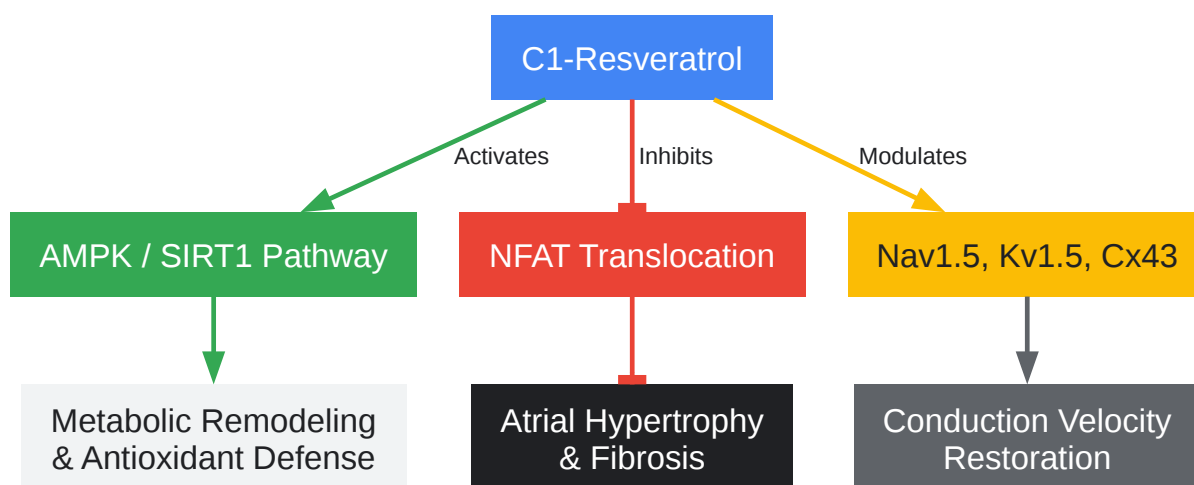 C1-Resveratrol
Activates
Inhibits
Modulates
AMPK / SIRT1 Pathway
NFAT Translocation
Nav1.5, Kv1.5, Cx43
Metabolic Remodeling
& Antioxidant Defense
Atrial Hypertrophy
& Fibrosis
Conduction Velocity
Restoration